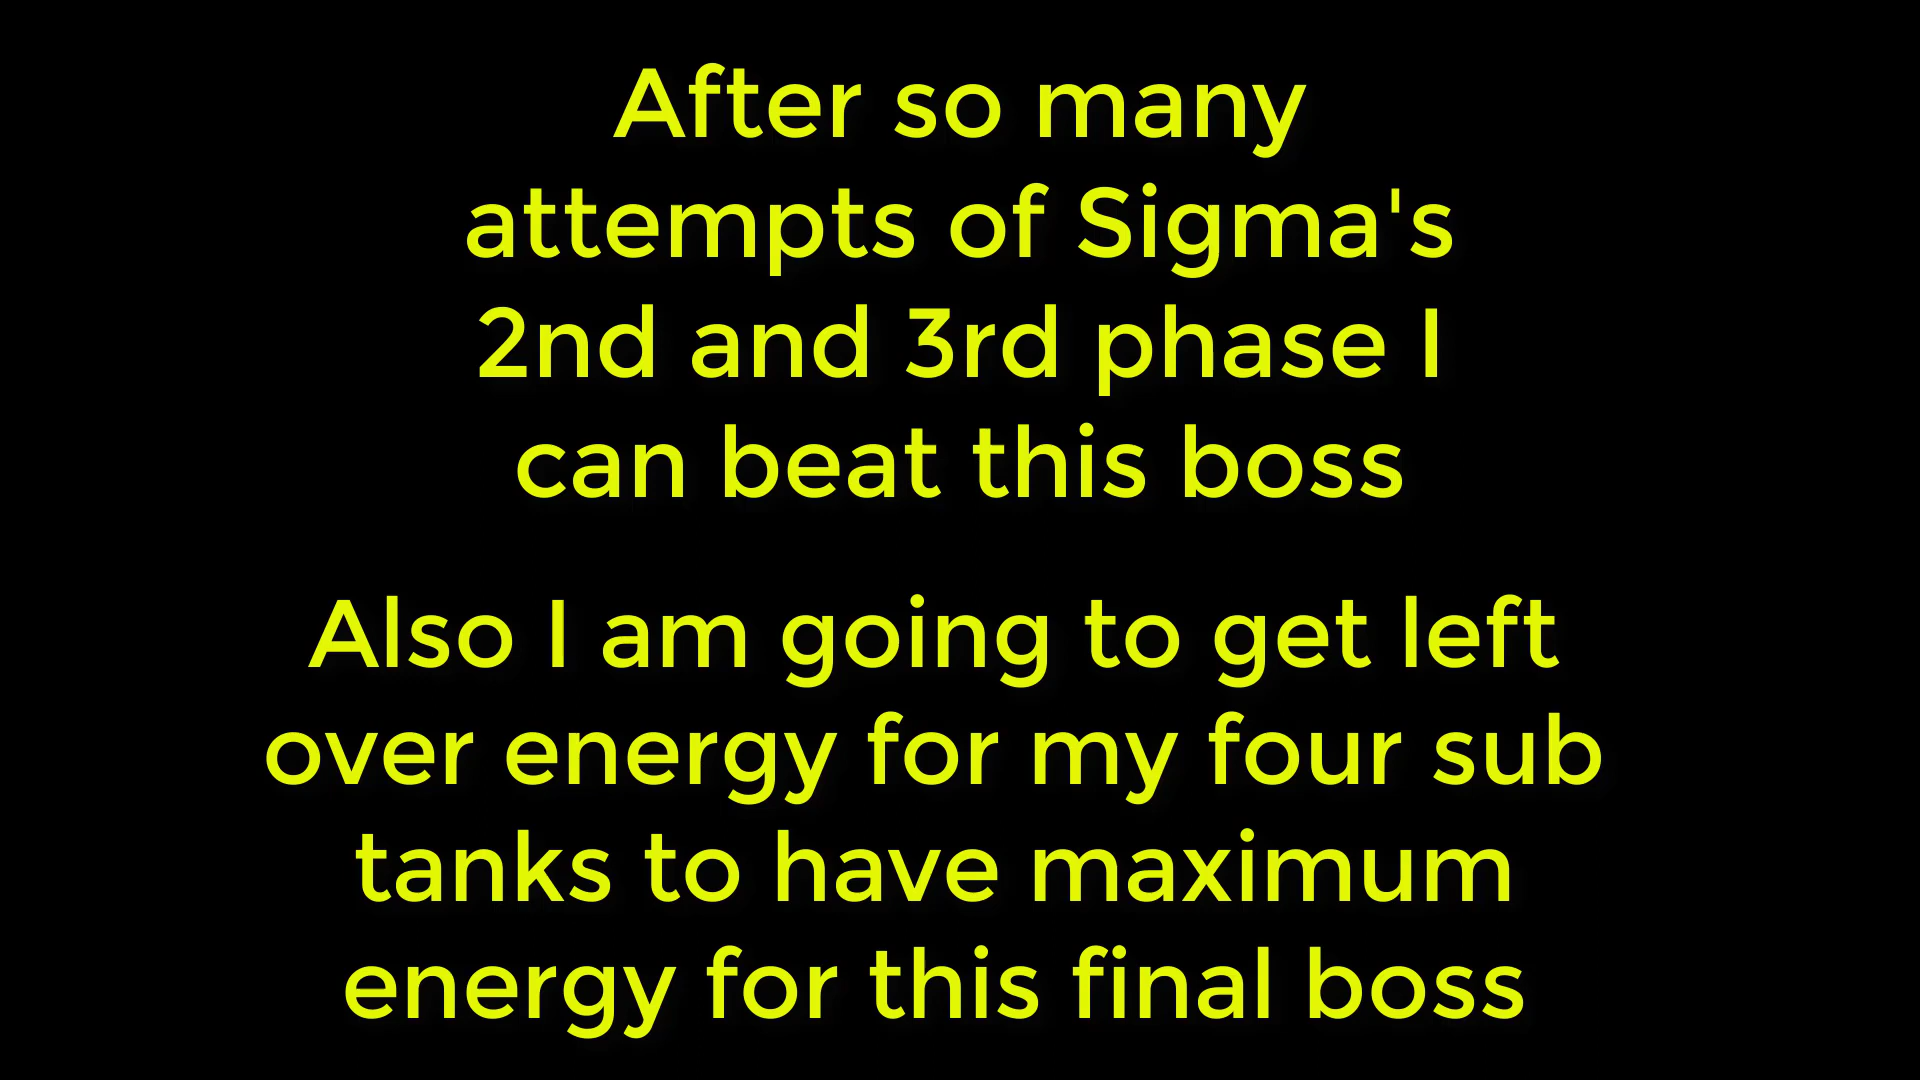 After so many
attempts of Sigma's
2nd and 3rd phase I
can beat this boss
Also I am going to get left
over energy for my four sub
tanks to have maximum
energy for this final boss